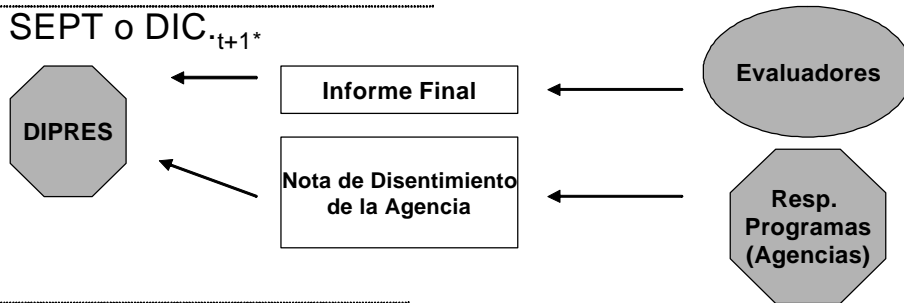 SEPT o DIC.t+1*
DIPRES
Informe Final
Evaluadores
Nota de Disentimiento
de la Agencia
Resp.
Programas
(Agencias)